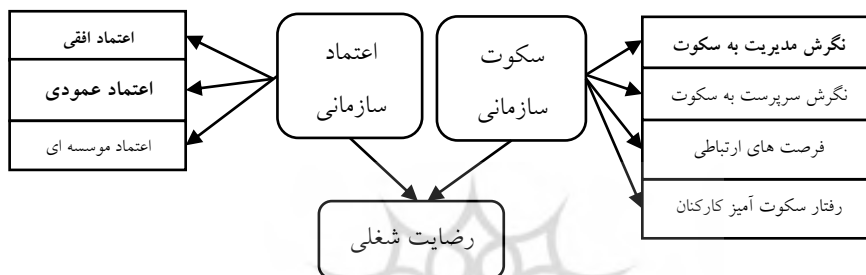 نگرش مدیریت به سکوت
نگرش سرپرست به سکوت
فرصت های ارتباطی
رفتار سکوت آمیز کارکنان
سکوت
سازمانی
اعتماد
سازمانی
اعتماد افقی
اعتماد عمودی
اعتماد موسسه ای
رضایت شغلی